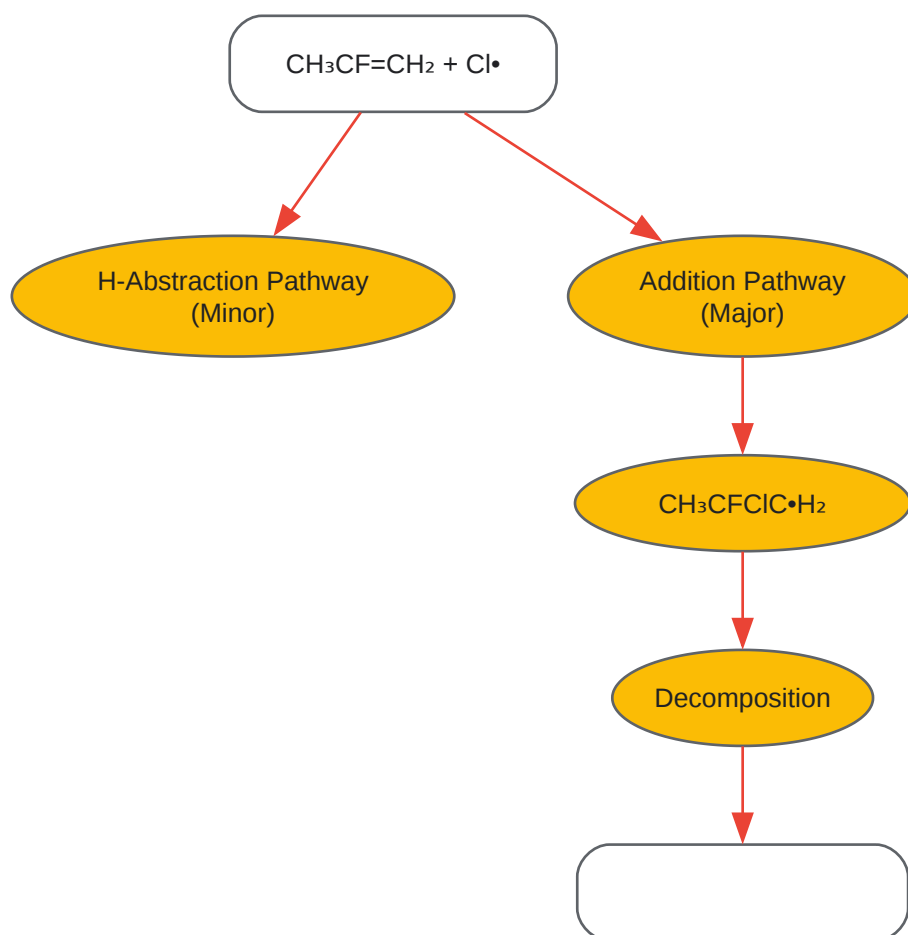 CH₃CF=CH₂ + Cl•
H-Abstraction Pathway
(Minor)
Addition Pathway
(Major)
CH₃CFClC•H₂
Decomposition